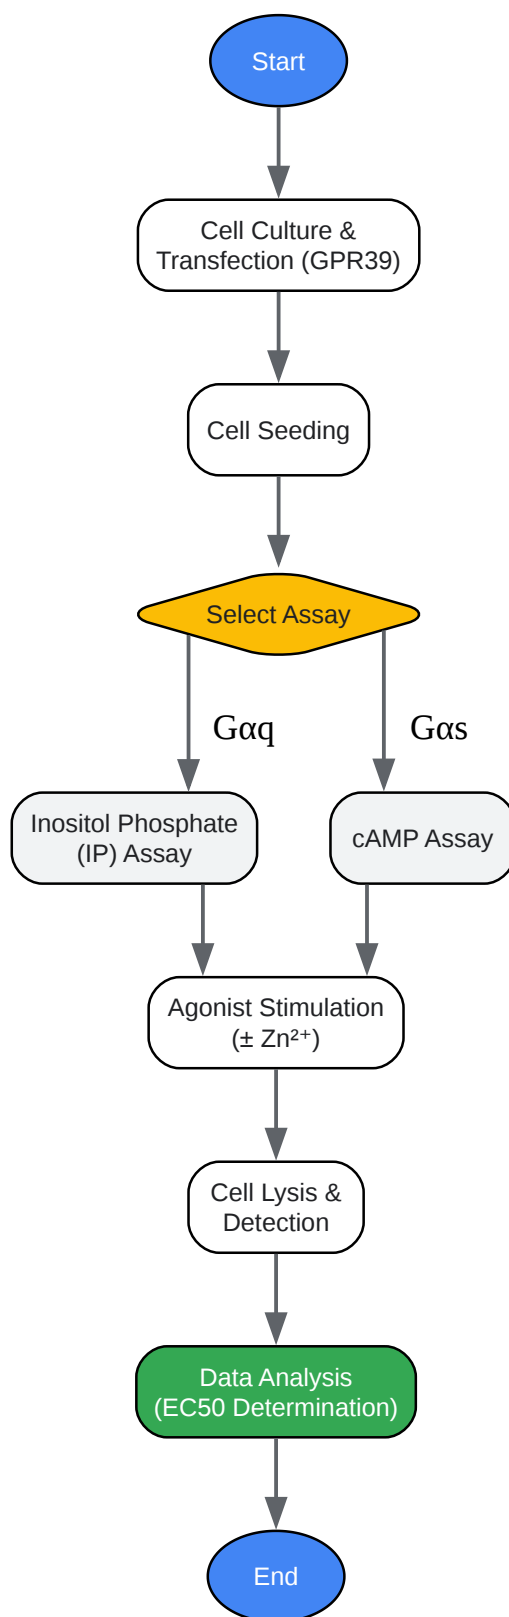 Start
Cell Culture &
Transfection (GPR39)
Cell Seeding
Select Assay
Gαq
Gαs
Inositol Phosphate
(IP) Assay
cAMP Assay
Agonist Stimulation
(± Zn²⁺)
Cell Lysis &
Detection
Data Analysis
(EC50 Determination)
End